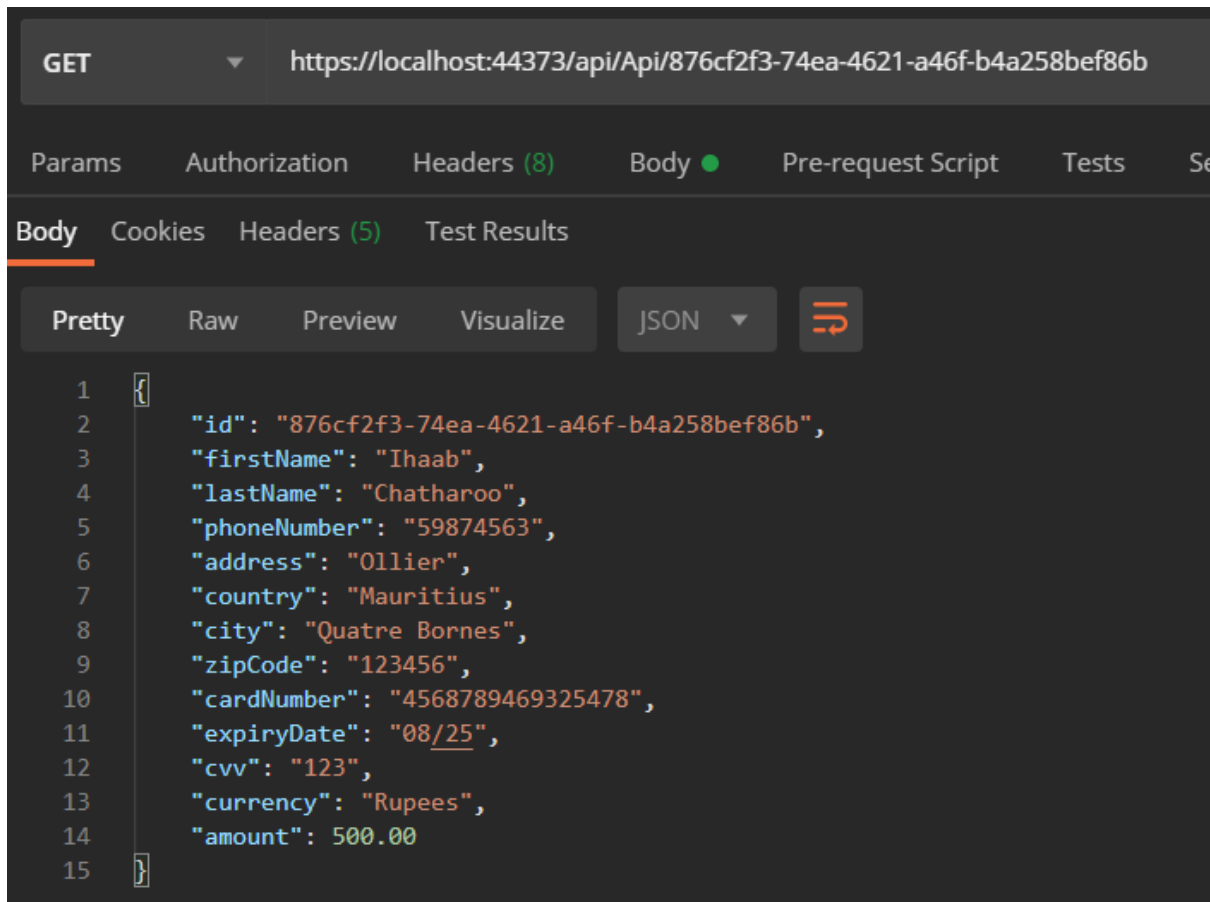 GET https://localhost:44373/api/Api/876cf2f3-74ea-4621-a46f-b4a258bef86b
Params Authorization Headers (8) Body Pre-request Script Tests Se
Body Cookies Headers (5) Test Results
Pretty Raw Preview Visualize JSON
1 {
2 "id": "876cf2f3-74ea-4621-a46f-b4a258bef86b",
3 "firstName": "Ihaab",
4 "lastName": "Chatharoo",
5 "phoneNumber": "59874563",
6 "address": "Ollier",
7 "country": "Mauritius",
8 "city": "Quatre Bornes",
9 "zipCode": "123456",
10 "cardNumber": "4568789469325478",
11 "expiryDate": "08/25",
12 "cvv": "123",
13 "currency": "Rupees",
14 "amount": 500.00
15 }